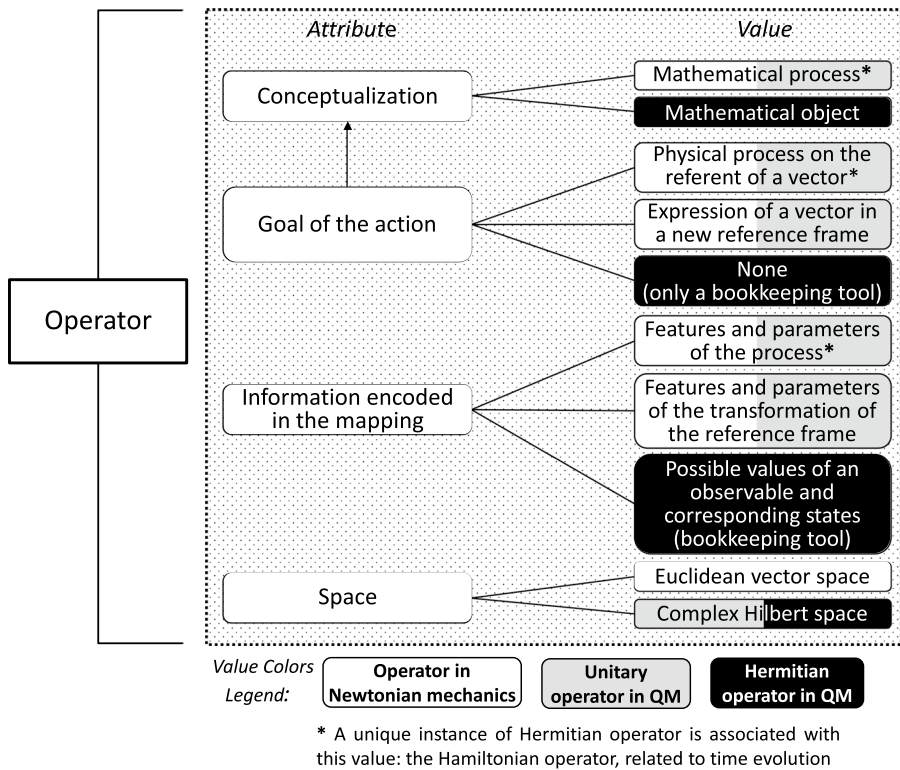 Attribute
Value
Conceptualization
Mathematical process*
Mathematical object
Goal of the action
Physical process on the
referent of a vector*
Expression of a vector in
a new reference frame
None
(only a bookkeeping tool)
Operator
Information encoded
in the mapping
Features and parameters
of the process*
Features and parameters
of the transformation of
the reference frame
Possible values of an
observable and
corresponding states
(bookkeeping tool)
Space
Euclidean vector space
Complex Hilbert space
Value Colors
Legend:
Operator in
Newtonian mechanics
Unitary
operator in QM
Hermitian
operator in QM
* A unique instance of Hermitian operator is associated with
this value: the Hamiltonian operator, related to time evolution